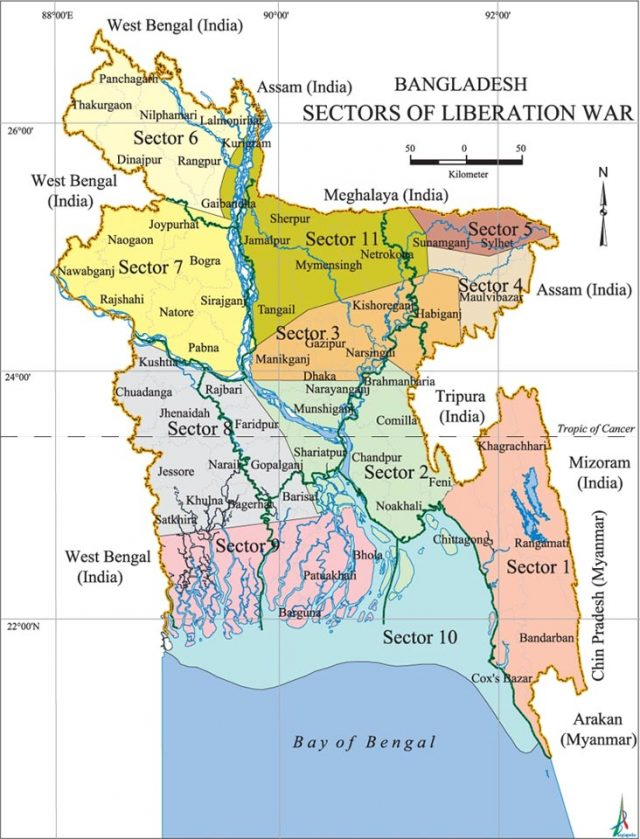 88°00'E
90°00'
92°00'
West Bengal (India)
Assam (India)
BANGLADESH
SECTORS OF LIBERATION WAR
50
0
50
Kilometer
N
26°00'
Panchagarh
Thakurgaon
Nilphamari
Lalmonirhat
Sector 6
Kurigram
Dinajpur
Rangpur
West Bengal
(India)
Gaibandha
Meghalaya (India)
Joypurhat
Sherpur
Sector 5
Naogaon
Jamalpur
Sector 11
Sunamganj
Sylhet
Netrokona
Nawabganj
Sector 7
Bogra
Mymensingh
Sector 4
Assam (India)
Maulvibazar
Rajshahi
Sirajganj
Natore
Tangail
Kishoreganj
Habiganj
Sector 3
Gazipur
Pabna
Narsingdi
Manikganj
Kushtia
24°00'
Dhaka
Brahmanbaria
Chuadanga
Rajbari
Narayanganj
Tripura
(India)
Munshiganj
Jhenaidah
Comilla
Sector 8
Faridpur
Tropic of Cancer
Khagrachhari
Shariatpur
Chandpur
Mizoram
(India)
Jessore
Narail
Gopalganj
Sector 2
Feni
Khulna
Bagerhat
Barisal
Noakhali
Satkhira
Chittagong
Rangamati
West Bengal
(India)
Sector 9
Bhola
Sector 1
Patuakhali
Chin Pradesh (Myanmar)
Barguna
22°00'N
Sector 10
Bandarban
Cox's Bazar
Arakan
(Myanmar)
Bay of Bengal